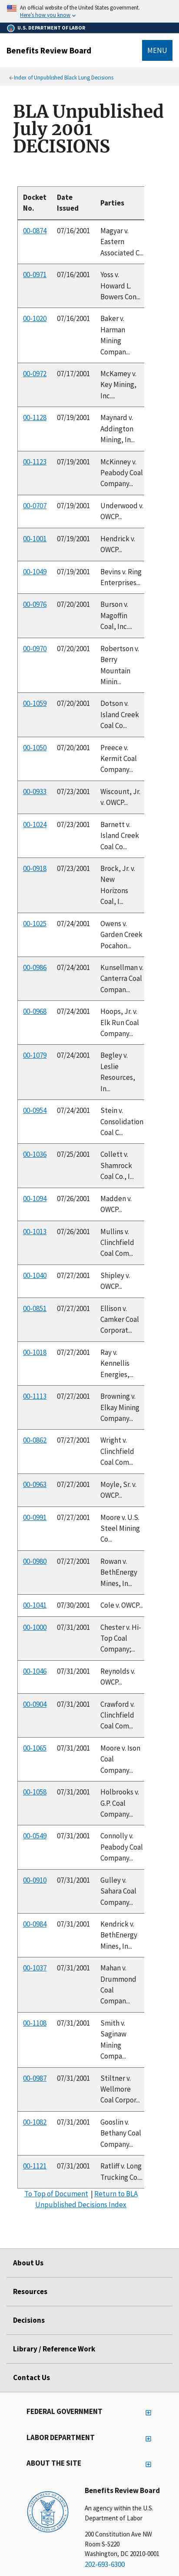 An official website of the United States government.
Here's how you know
U.S. DEPARTMENT OF LABOR
Benefits Review Board
MENU
« Index of Unpublished Black Lung Decisions
BLA Unpublished
July 2001
DECISIONS
Docket No. Date Issued Parties
00-0874 07/16/2001 Magyar v. Eastern Associated C...
00-0971 07/16/2001 Yoss v. Howard L. Bowers Con...
00-1020 07/16/2001 Baker v. Harman Mining Compan...
00-0972 07/17/2001 McKamey v. Key Mining, Inc....
00-1128 07/19/2001 Maynard v. Addington Mining, In...
00-1123 07/19/2001 McKinney v. Peabody Coal Company...
00-0707 07/19/2001 Underwood v. OWCP...
00-1001 07/19/2001 Hendrick v. OWCP...
00-1049 07/19/2001 Bevins v. Ring Enterprises...
00-0976 07/20/2001 Burson v. Magoffin Coal, Inc....
00-0970 07/20/2001 Robertson v. Berry Mountain Minin...
00-1059 07/20/2001 Dotson v. Island Creek Coal Co...
00-1050 07/20/2001 Preece v. Kermit Coal Company...
00-0933 07/23/2001 Wiscount, Jr. v. OWCP...
00-1024 07/23/2001 Barnett v. Island Creek Coal Co...
00-0918 07/23/2001 Brock, Jr. v. New Horizons Coal, I...
00-1025 07/24/2001 Owens v. Garden Creek Pocahon...
00-0986 07/24/2001 Kunsellman v. Canterra Coal Compan...
00-0968 07/24/2001 Hoops, Jr. v. Elk Run Coal Company...
00-1079 07/24/2001 Begley v. Leslie Resources, In...
00-0954 07/24/2001 Stein v. Consolidation Coal C...
00-1036 07/25/2001 Collett v. Shamrock Coal Co., I...
00-1094 07/26/2001 Madden v. OWCP...
00-1013 07/26/2001 Mullins v. Clinchfield Coal Com...
00-1040 07/27/2001 Shipley v. OWCP...
00-0851 07/27/2001 Ellison v. Camker Coal Corporat...
00-1018 07/27/2001 Ray v. Kennellis Energies,...
00-1113 07/27/2001 Browning v. Elkay Mining Company...
00-0862 07/27/2001 Wright v. Clinchfield Coal Com...
00-0963 07/27/2001 Moyle, Sr. v. OWCP...
00-0991 07/27/2001 Moore v. U.S. Steel Mining Co...
00-0980 07/27/2001 Rowan v. BethEnergy Mines, In...
00-1041 07/30/2001 Cole v. OWCP...
00-1000 07/31/2001 Chester v. Hi-Top Coal Company;...
00-1046 07/31/2001 Reynolds v. OWCP...
00-0904 07/31/2001 Crawford v. Clinchfield Coal Com...
00-1065 07/31/2001 Moore v. Ison Coal Company...
00-1058 07/31/2001 Holbrooks v. G.P. Coal Company...
00-0549 07/31/2001 Connolly v. Peabody Coal Company...
00-0910 07/31/2001 Gulley v. Sahara Coal Company...
00-0984 07/31/2001 Kendrick v. BethEnergy Mines, In...
00-1037 07/31/2001 Mahan v. Drummond Coal Compan...
00-1108 07/31/2001 Smith v. Saginaw Mining Compa...
00-0987 07/31/2001 Stiltner v. Wellmore Coal Corpor...
00-1082 07/31/2001 Gooslin v. Bethany Coal Company...
00-1121 07/31/2001 Ratliff v. Long Trucking Co....
To Top of Document | Return to BLA
Unpublished Decisions Index
About Us
Resources
Decisions
Library / Reference Work
Contact Us
FEDERAL GOVERNMENT
LABOR DEPARTMENT
ABOUT THE SITE
Benefits Review Board
An agency within the U.S.
Department of Labor
200 Constitution Ave NW
Room S-5220
Washington, DC 20210-0001
202-693-6300